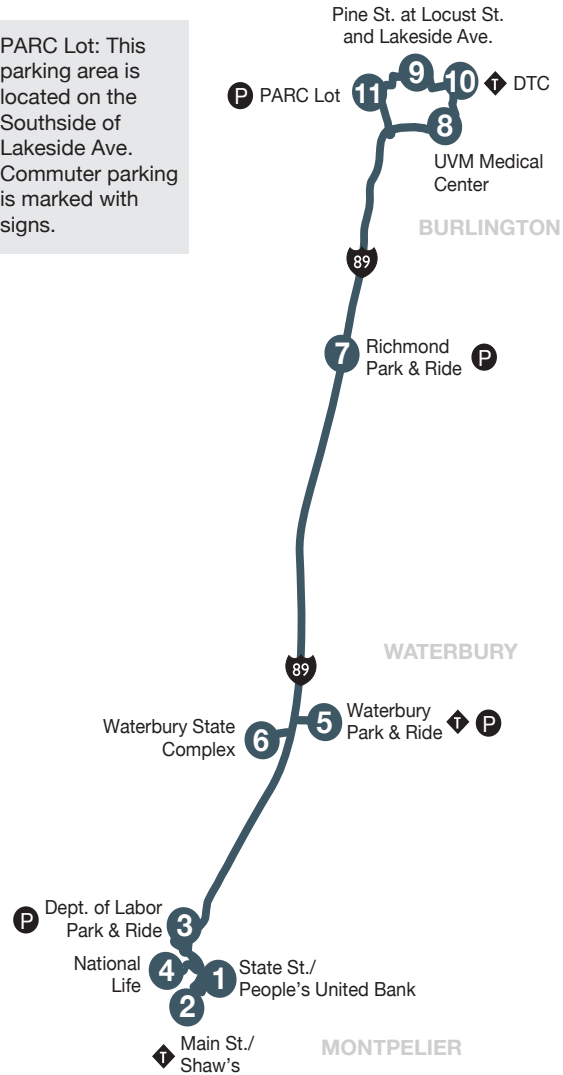 Pine St. at Locust St.
and Lakeside Ave.
PARC Lot: This
parking area is
located on the
Southside of
Lakeside Ave.
Commuter parking
is marked with
signs.
P PARC Lot
11
9
10
T DTC
8
UVM Medical
Center
BURLINGTON
89
7
Richmond
Park & Ride
P
WATERBURY
89
Waterbury State
Complex
6
5
Waterbury
Park & Ride
T P
P
Dept. of Labor
Park & Ride
3
National
Life
4
1
State St./
People's United Bank
2
T
Main St./
Shaw's
MONTPELIER